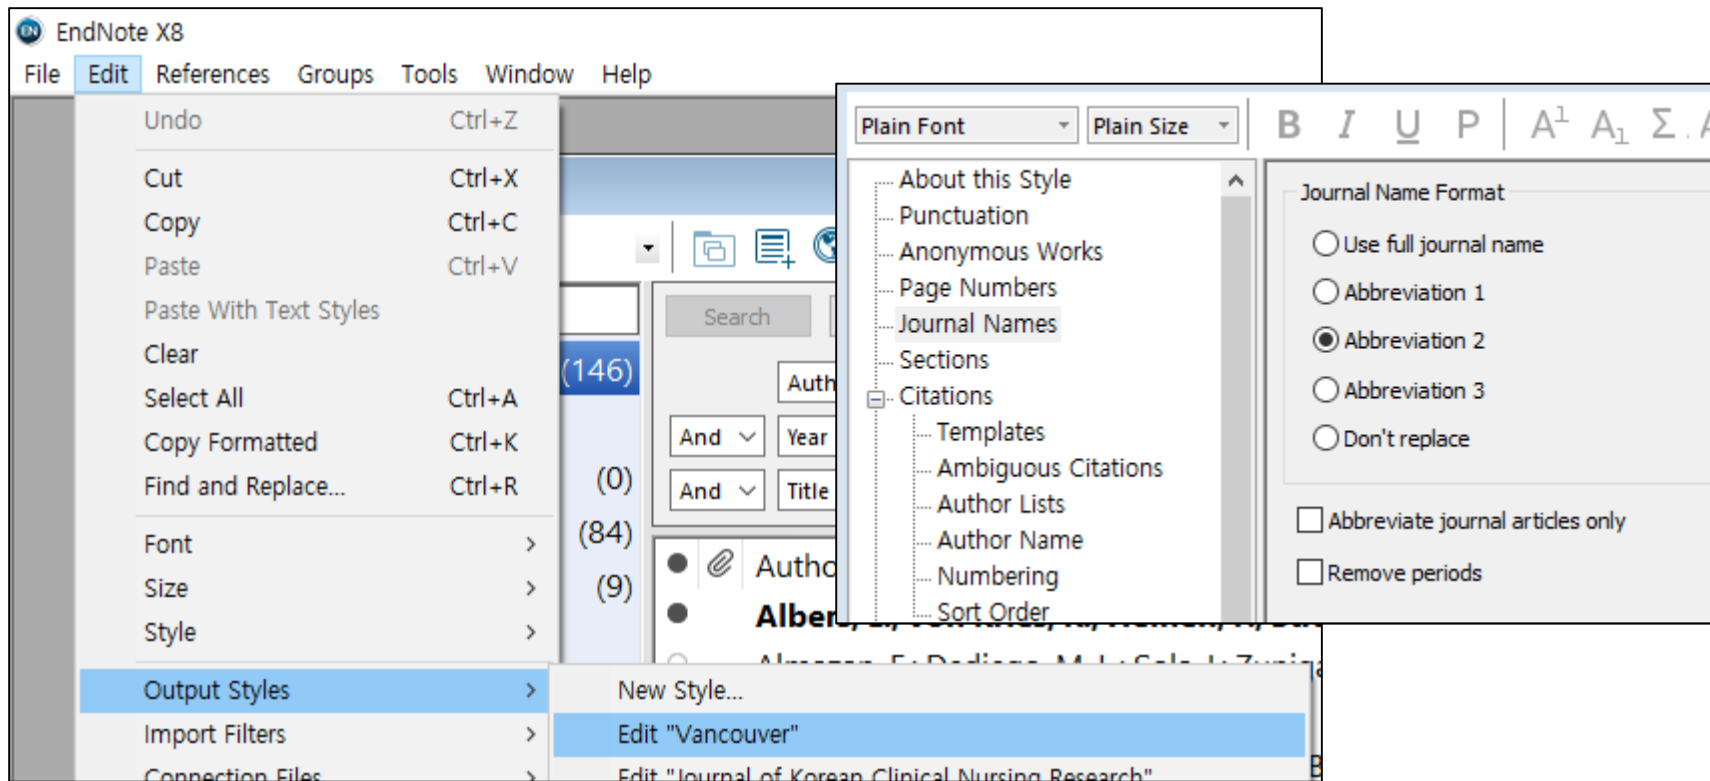 EndNote X8
File Edit References Groups Tools Window Help
Undo Ctrl+Z
Cut Ctrl+X
Copy Ctrl+C
Paste Ctrl+V
Paste With Text Styles
Clear
Select All Ctrl+A
Copy Formatted Ctrl+K
Find and Replace... Ctrl+R
Font
Size
Style
Output Styles
Import Filters
Connection Files
New Style...
Edit "Vancouver"
Edit "Journal of Korean Clinical Nursing Research"
(146)
(0)
(84)
(9)
Search
And Year
And Title
Plain Font Plain Size B I U P A1 A1 Σ
About this Style
Punctuation
Anonymous Works
Page Numbers
Journal Names
Sections
Citations
Templates
Ambiguous Citations
Author Lists
Author Name
Numbering
Sort Order
Journal Name Format
Use full journal name
Abbreviation 1
Abbreviation 2
Abbreviation 3
Don't replace
Abbreviate journal articles only
Remove periods